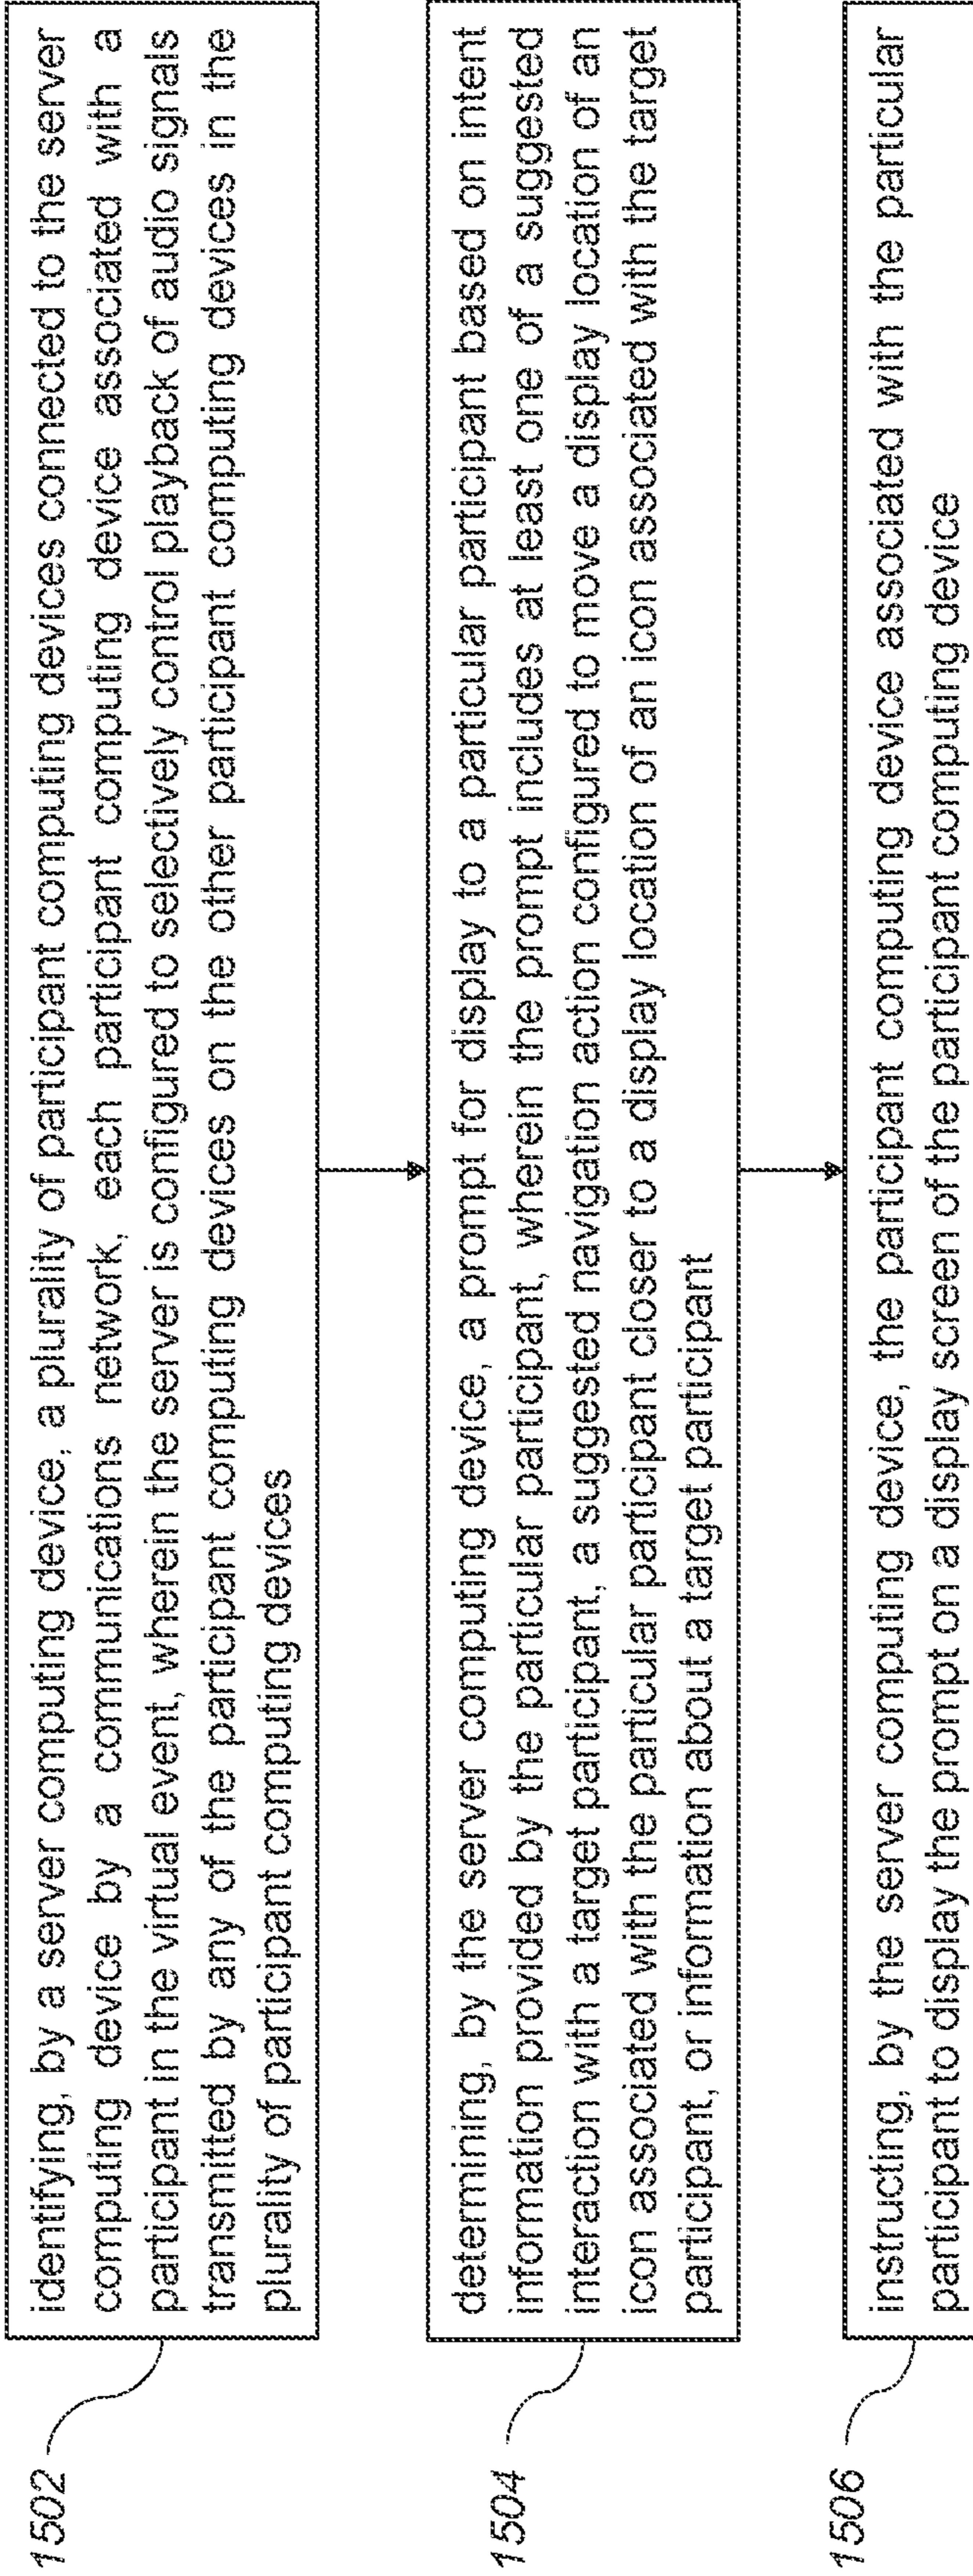 1502
identifying, by a server computing device, a plurality of participant computing devices connected to the server
computing device by a communications network, each participant computing device associated with a
participant in the virtual event, wherein the server is configured to selectively control playback of audio signals
transmitted by any of the participant computing devices on the other participant computing devices in the
plurality of participant computing devices
1504
determining, by the server computing device, a prompt for display to a particular participant based on intent
information provided by the particular participant, wherein the prompt includes at least one of a suggested
interaction with a target participant, a suggested navigation action configured to move a display location of an
icon associated with the particular participant closer to a display location of an icon associated with the target
participant, or information about a target participant
1506
instructing, by the server computing device, the participant computing device associated with the particular
participant to display the prompt on a display screen of the participant computing device